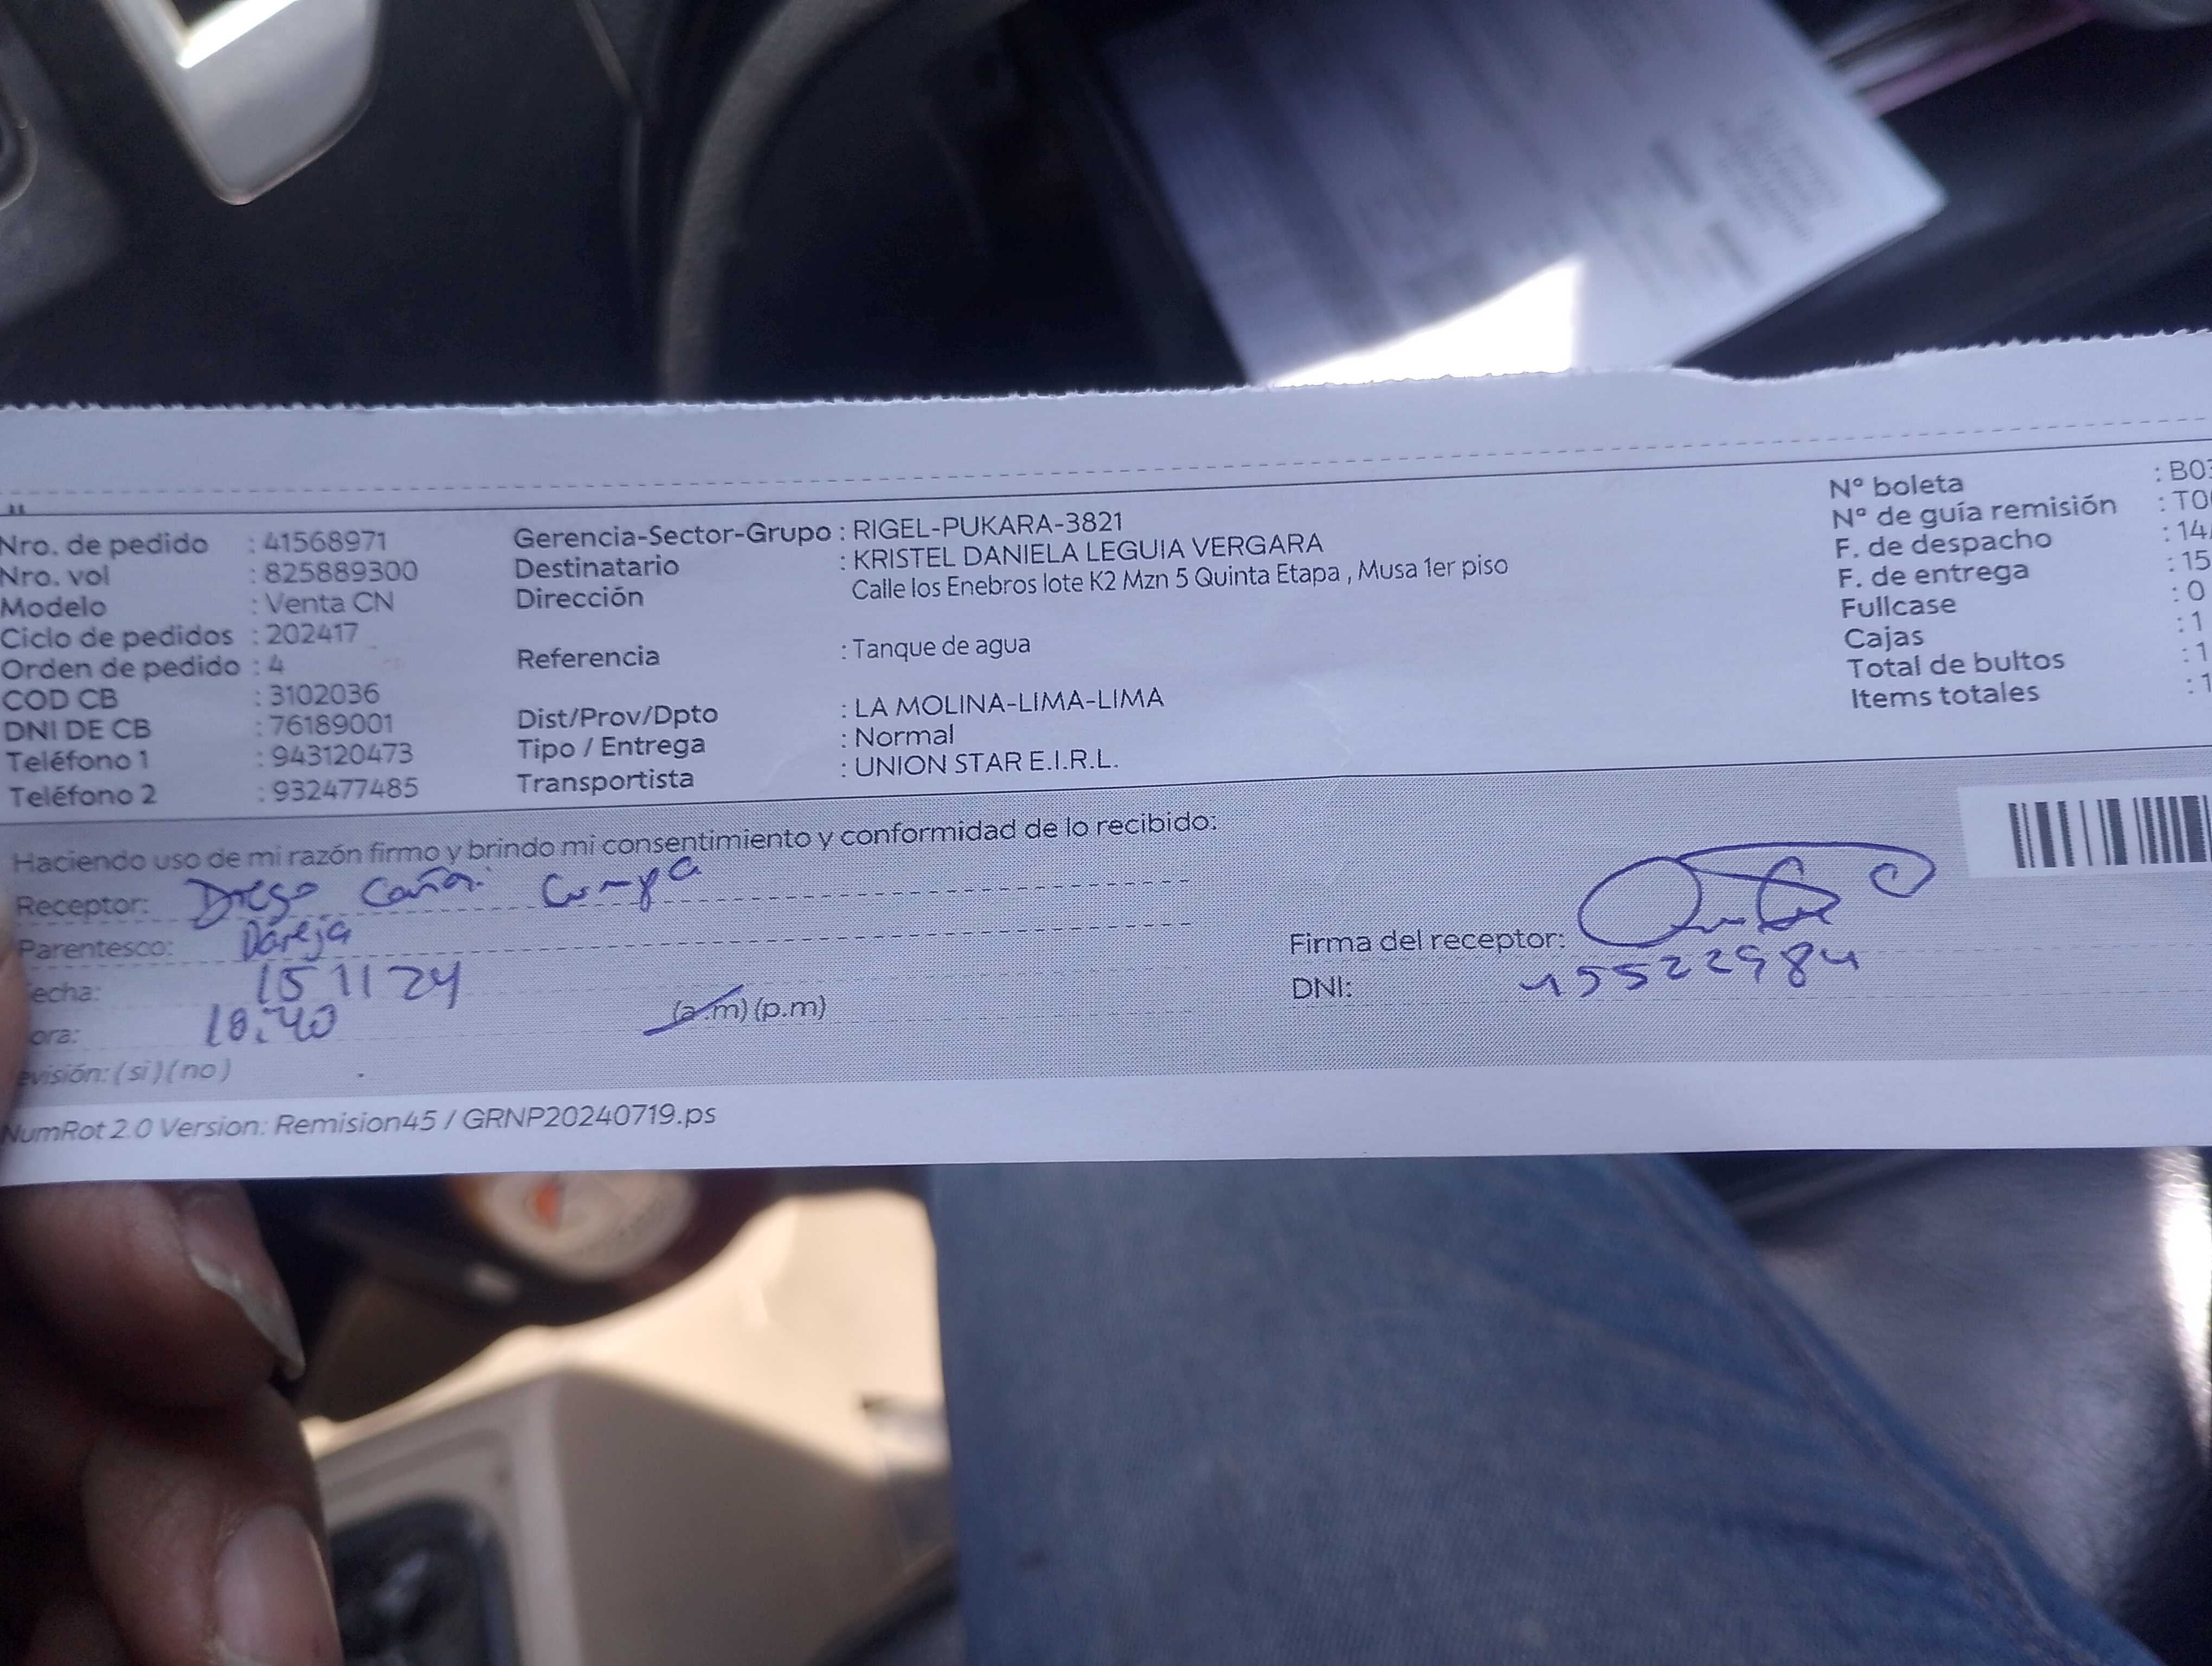 Nro. de pedido : 41568971
Nro. vol : 825889300
Modelo : Venta CN
Ciclo de pedidos : 202417
Orden de pedido : 4
COD CB : 3102036
DNI DE CB : 76189001
Teléfono 1 : 943120473
Teléfono 2 : 932477485
Gerencia-Sector-Grupo : RIGEL-PUKARA-3821
Destinatario : KRISTEL DANIELA LEGUIA VERGARA
Dirección Calle los Enebros lote K2 Mzn 5 Quinta Etapa , Musa 1er piso
Referencia : Tanque de agua
Dist/Prov/Dpto : LA MOLINA-LIMA-LIMA
Tipo / Entrega : Normal
Transportista : UNION STAR E.I.R.L.
N° boleta : B03
N° de guía remisión : T00
F. de despacho : 14/
F. de entrega : 15
Fullcase : 0
Cajas : 1
Total de bultos : 1
Items totales : 1
Haciendo uso de mi razón firmo y brindo mi consentimiento y conformidad de lo recibido:
Receptor: Diego
Parentesco: Pareja
echa: 15 11 24
ora: (a.m) (p.m)
evisión: (si) (no)
Firma del receptor:
DNI:
NumRot 2.0 Version: Remision45 / GRNP20240719.ps